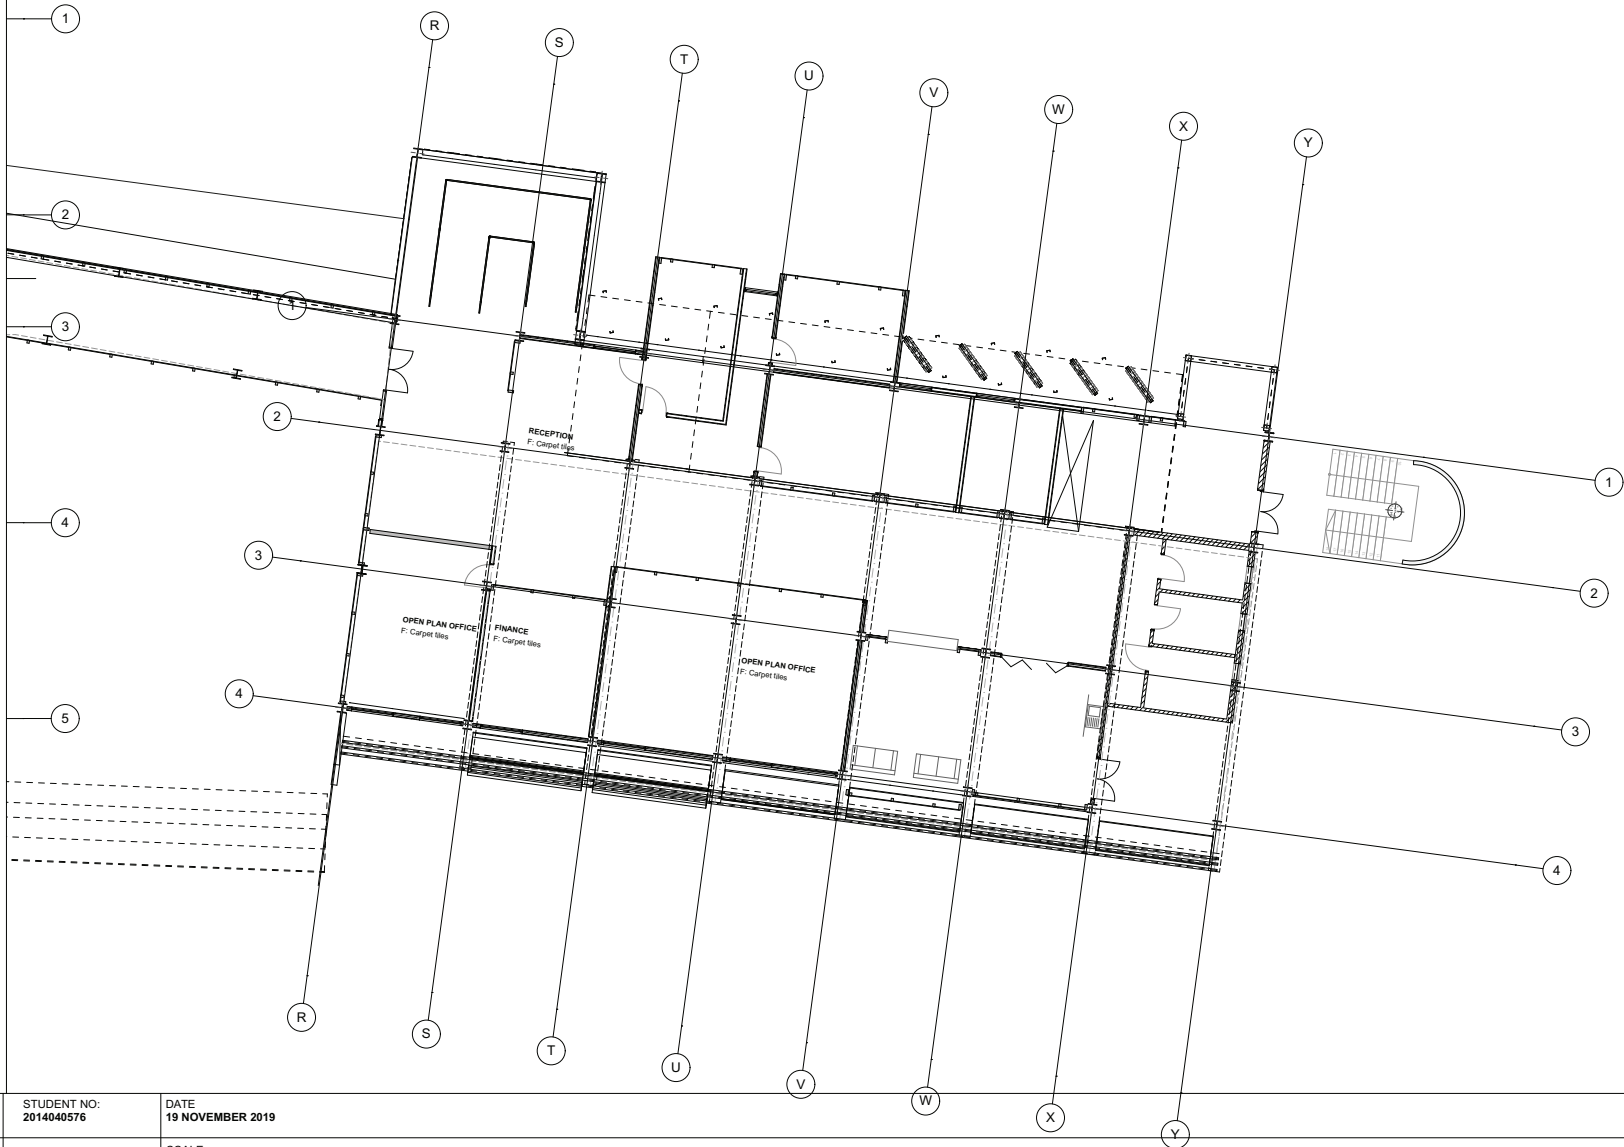 1
R
S
T
U
V
W
X
Y
2
1
3
2
RECEPTION
F: Carpet tiles
1
4
3
2
OPEN PLAN OFFICE
F: Carpet tiles
FINANCE
F: Carpet tiles
OPEN PLAN OFFICE
F: Carpet tiles
4
5
3
4
R
S
T
U
V
W
X
Y
STUDENT NO:
2014040576
DATE
19 NOVEMBER 2019